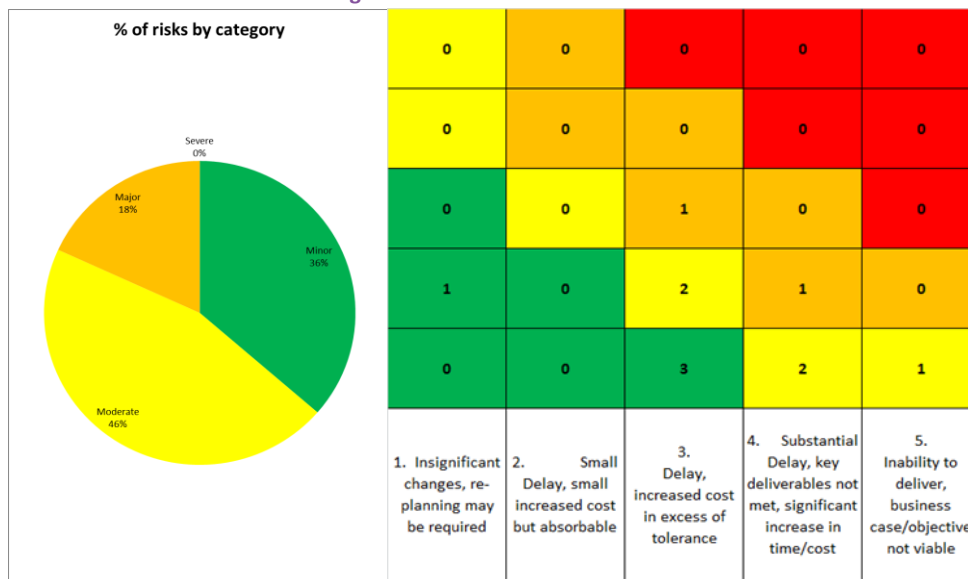 % of risks by category
Severe
0%
Major
18%
Minor
36%
Moderate
46%
0 0 0 0 0
0 0 0 0 0
0 0 1 0 0
1 0 2 1 0
0 0 3 2 1
1. Insignificant
changes, re-
planning may
be required
2. Small
Delay, small
increased cost
but absorbable
3.
Delay,
increased cost
in excess of
tolerance
4. Substantial
Delay, key
deliverables not
met, significant
increase in
time/cost
5.
Inability to
deliver,
business
case/objective
not viable